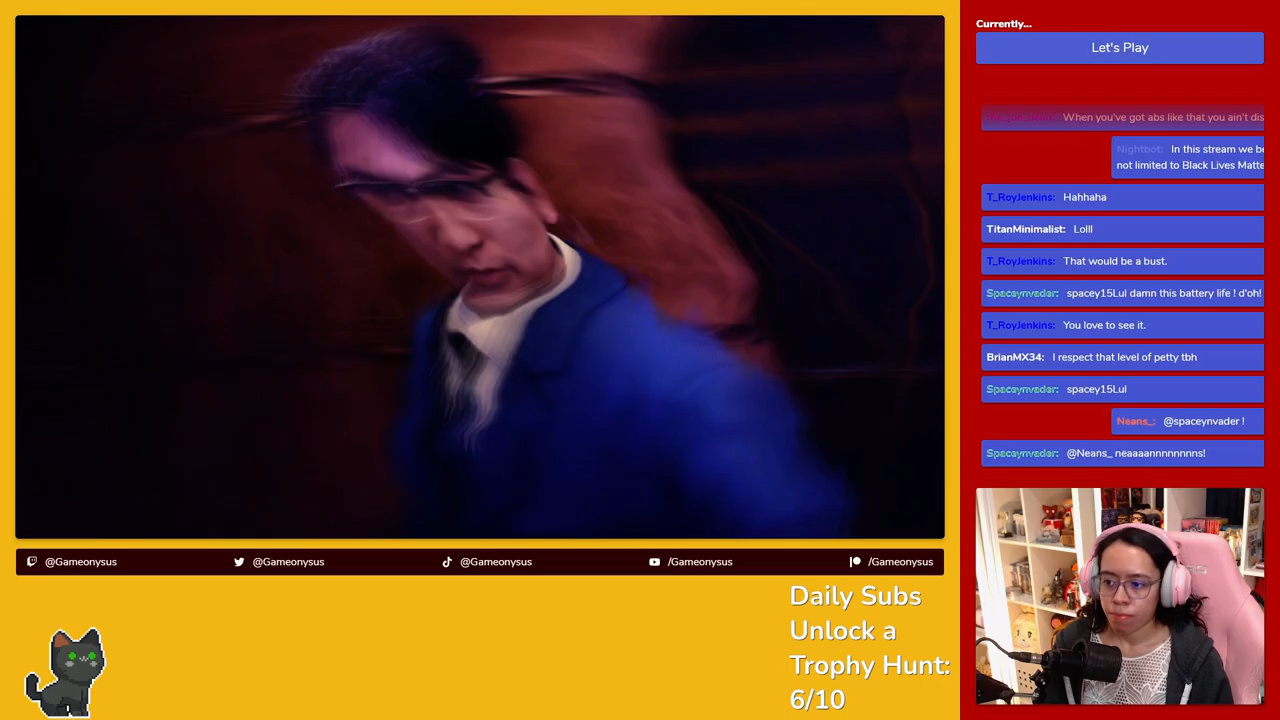 Currently...
Let's Play
When you've got abs like that you ain't dis
Nightbot: In this stream we be
not limited to Black Lives Matte
T_RoyJenkins: Hahhaha
TitanMinimalist: Lolll
T_RoyJenkins: That would be a bust.
Spaceynvader: spacey15Lul damn this battery life ! d'oh!
T_RoyJenkins: You love to see it.
BrianMX34: I respect that level of petty tbh
Spaceynvader: spacey15Lul
Neans_: @spaceynvader !
Spaceynvader: @Neans_ neaaaannnnnnnns!
@Gameonysus @Gameonysus @Gameonysus /Gameonysus /Gameonysus
Daily Subs
Unlock a
Trophy Hunt:
6/10